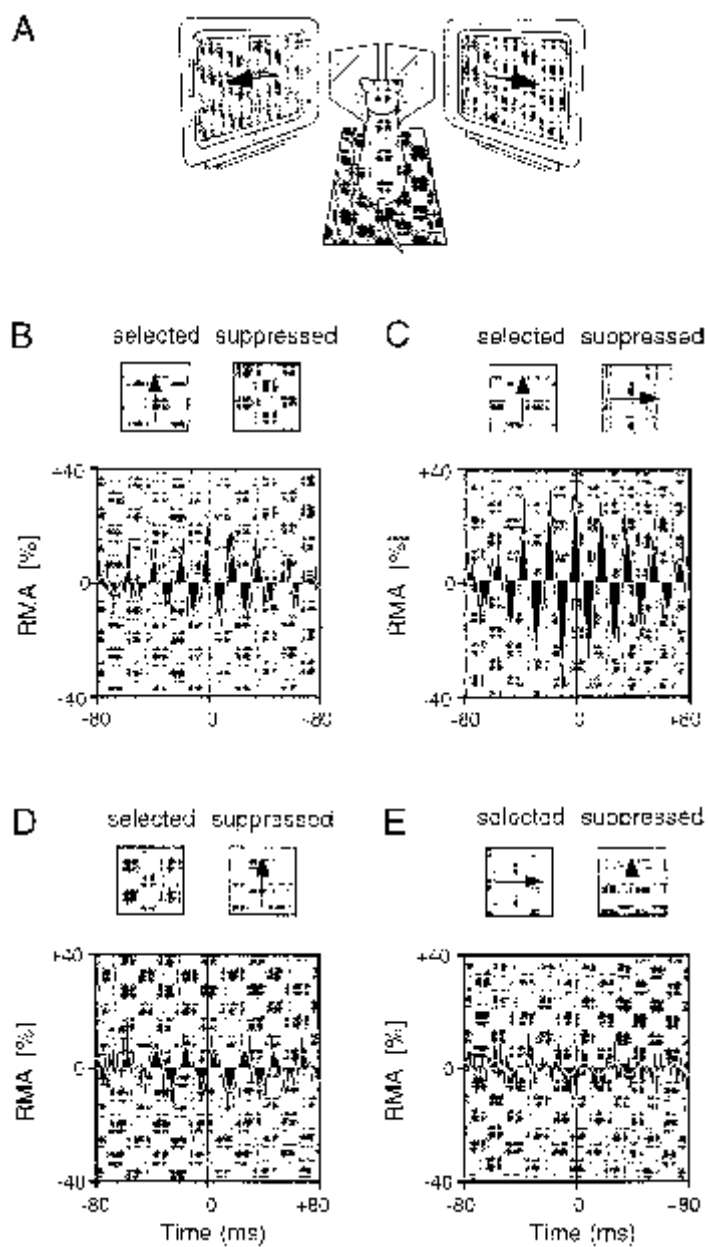 A
B selected suppressed
C selected suppressed
+40
RMA [%]
0
-40
-80 0 +80
+40
RMA [%]
0
-40
-80 0 +80
D selected suppressed
E selected suppressed
+40
RMA [%]
0
-40
-80 0 +80
Time (ms)
+40
RMA [%]
0
-40
-80 0 +80
Time (ms)